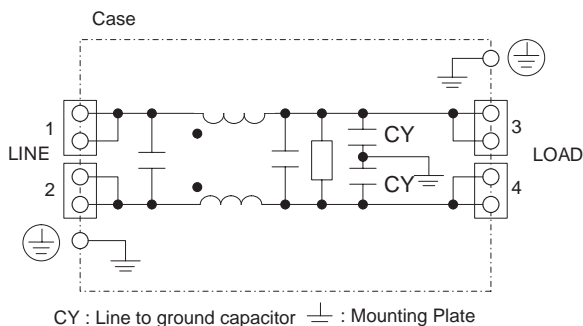 Case
1
3
CY
LINE
LOAD
CY
2
4
CY : Line to ground capacitor ⏚ : Mounting Plate